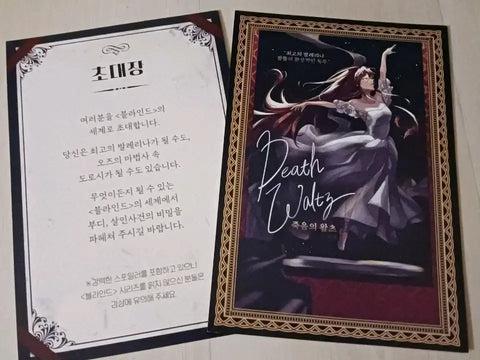 초대장
여러분을 <블라인드>의
세계로 초대합니다.
당신은 최고의 발레리나가 될 수도,
오즈의 마법사 속
도로시가 될 수도 있습니다.
무엇이든지 될 수 있는
<블라인드>의 세계에서
부디, 살인사건의 비밀을
파헤쳐 주시길 바랍니다.
※강력한 스포일러를 포함하고 있으니
<블라인드> 시리즈를 읽지 않으신 분들은
감상에 유의해 주세요.
"최고의 발레리나
Death
Waltz
죽음의 왈츠